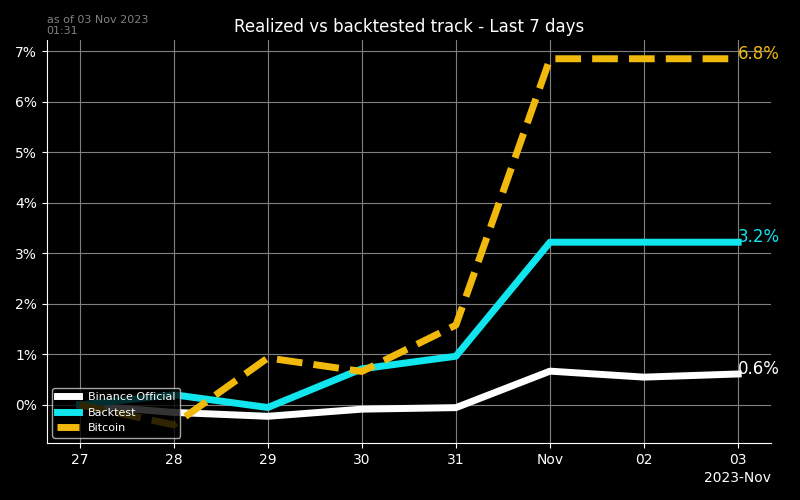 as of 03 Nov 2023
01:31
Realized vs backtested track - Last 7 days
7%
6%
5%
4%
3%
2%
1%
0%
6.8%
3.2%
0.6%
Binance Official
Backtest
Bitcoin
27
28
29
30
31
Nov
02
03
2023-Nov